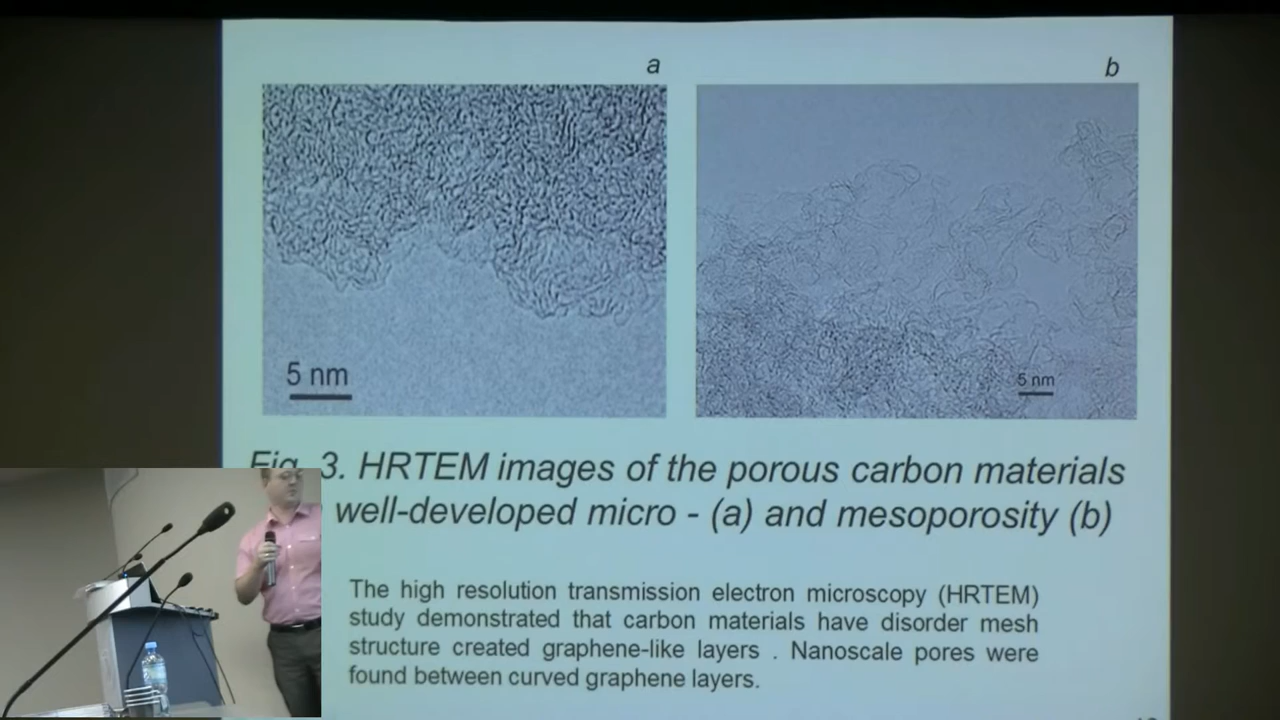 a
b
5 nm
5 nm
Fig. 3. HRTEM images of the porous carbon materials
well-developed micro - (a) and mesoporosity (b)
The high resolution transmission electron microscopy (HRTEM)
study demonstrated that carbon materials have disorder mesh
structure created graphene-like layers . Nanoscale pores were
found between curved graphene layers.